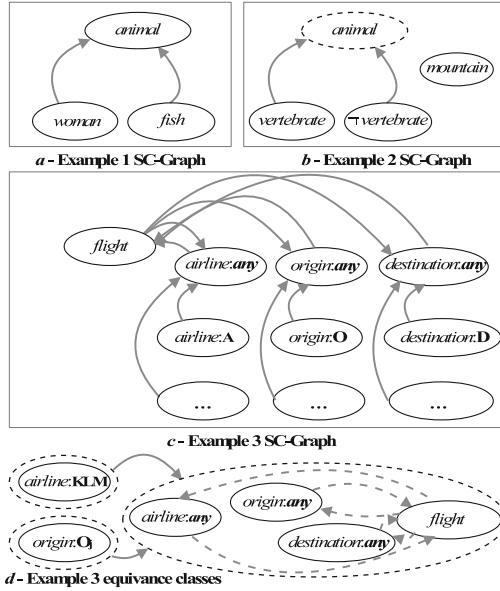 animal
woman
fish
a - Example 1 SC-Graph
animal
mountain
vertebrate
¬ vertebrate
b - Example 2 SC-Graph
flight
airline:any
origin:any
destination:any
airline:A
origin:O
destination:D
...
...
...
c - Example 3 SC-Graph
airline:KLM
airline:any
origin:any
flight
origin:Oj
destination:any
d - Example 3 equivance classes